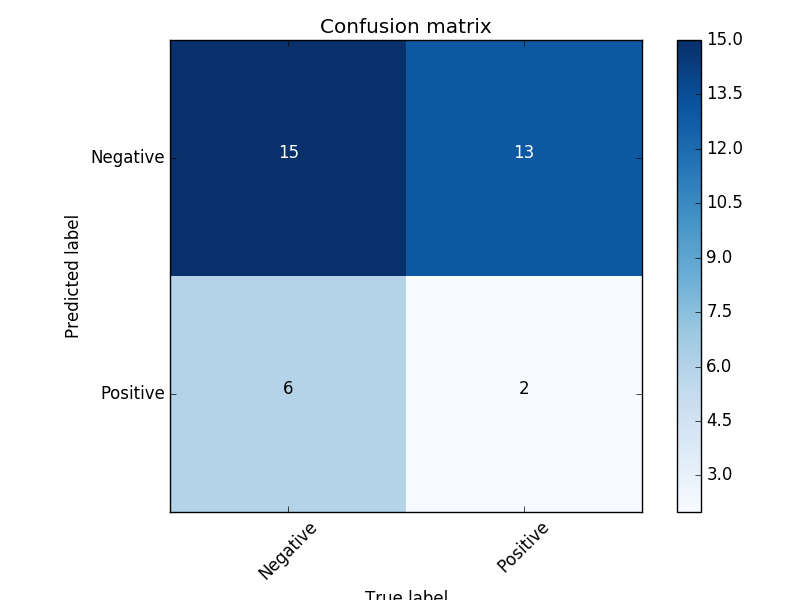 Confusion matrix
Predicted label
Negative
15
13
Positive
6
2
Negative
Positive
True label
15.0
13.5
12.0
10.5
9.0
7.5
6.0
4.5
3.0